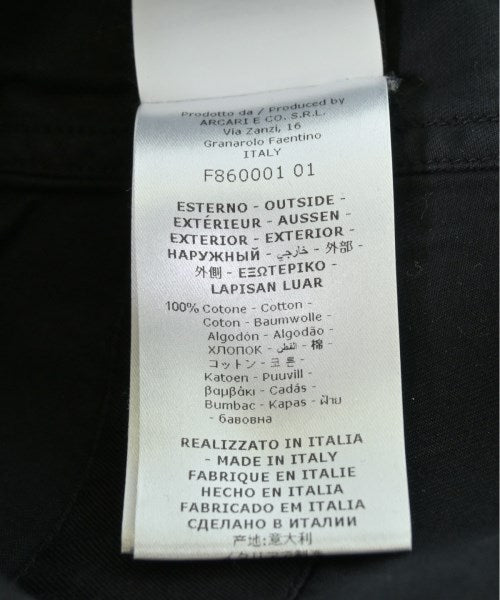 Prodotto da / Produced by
ARCARI E CO. S.R.L.
Via Zanzi, 16
Granarolo Faentino
ITALY
F860001 01
ESTERNO - OUTSIDE -
EXTÉRIEUR - AUSSEN -
EXTERIOR - EXTERIOR -
НАРУЖНЫЙ - خارجي - 外部 -
外側 - ΕΞΩΤΕΡΙΚΟ -
LAPISAN LUAR
100% Cotone - Cotton -
Coton - Baumwolle -
Algodón - Algodão -
ХЛОПОК - القطن - 棉 -
コットン - 코튼 -
Katoen - Puuvill -
βαμβάκι - Cadás -
Bumbac - Kapas - ฝ้าย
- бавовна
REALIZZATO IN ITALIA
- MADE IN ITALY
FABRIQUE EN ITALIE
HECHO EN ITALIA
FABRICADO EM ITALIA
СДЕЛАНО В ИТАЛИИ
产地:意大利